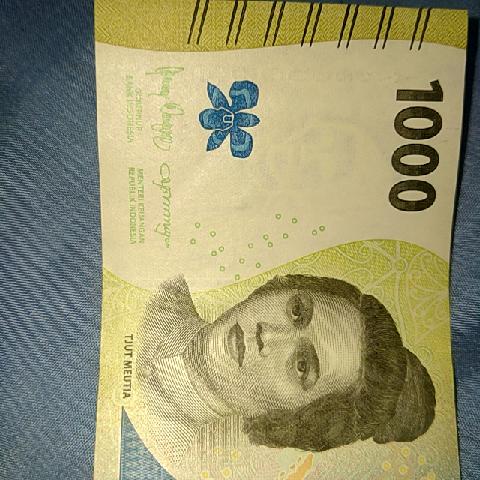 1000
GUBERNUR
BANK INDONESIA
MENTERI KEUANGAN
REPUBLIK INDONESIA
TJUT MEUTIA